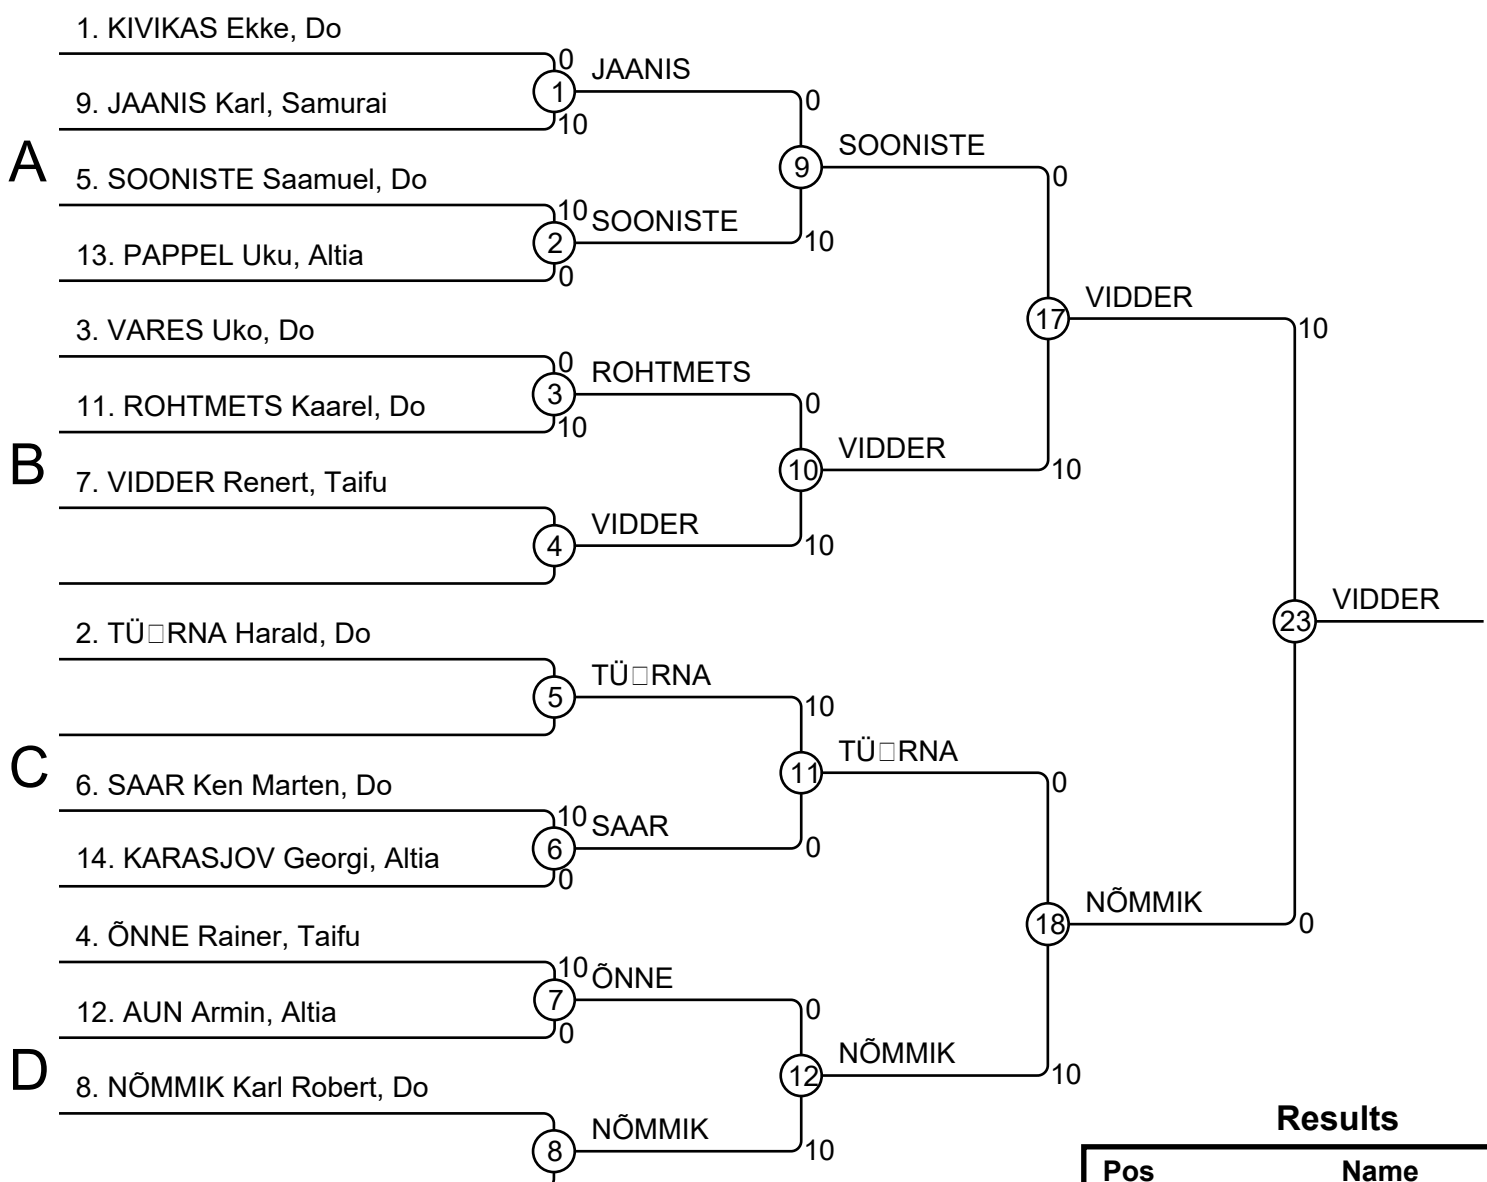 1. KIVIKAS Ekke, Do
0
JAANIS
1
0
9. JAANIS Karl, Samurai
10
SOONISTE
A
9
0
5. SOONISTE Saamuel, Do
10
SOONISTE
2
10
13. PAPPEL Uku, Altia
0
VIDDER
17
10
3. VARES Uko, Do
0
ROHTMETS
3
0
11. ROHTMETS Kaarel, Do
10
VIDDER
B
10
10
7. VIDDER Renert, Taifu
VIDDER
4
10
VIDDER
23
2. TÜ□RNA Harald, Do
TÜ□RNA
5
10
TÜ□RNA
C
11
0
6. SAAR Ken Marten, Do
10
SAAR
6
0
14. KARASJOV Georgi, Altia
0
NÕMMIK
18
0
4. ÕNNE Rainer, Taifu
10
ÕNNE
7
0
12. AUN Armin, Altia
0
NÕMMIK
D
12
10
8. NÕMMIK Karl Robert, Do
NÕMMIK
8
10
Results
Pos Name